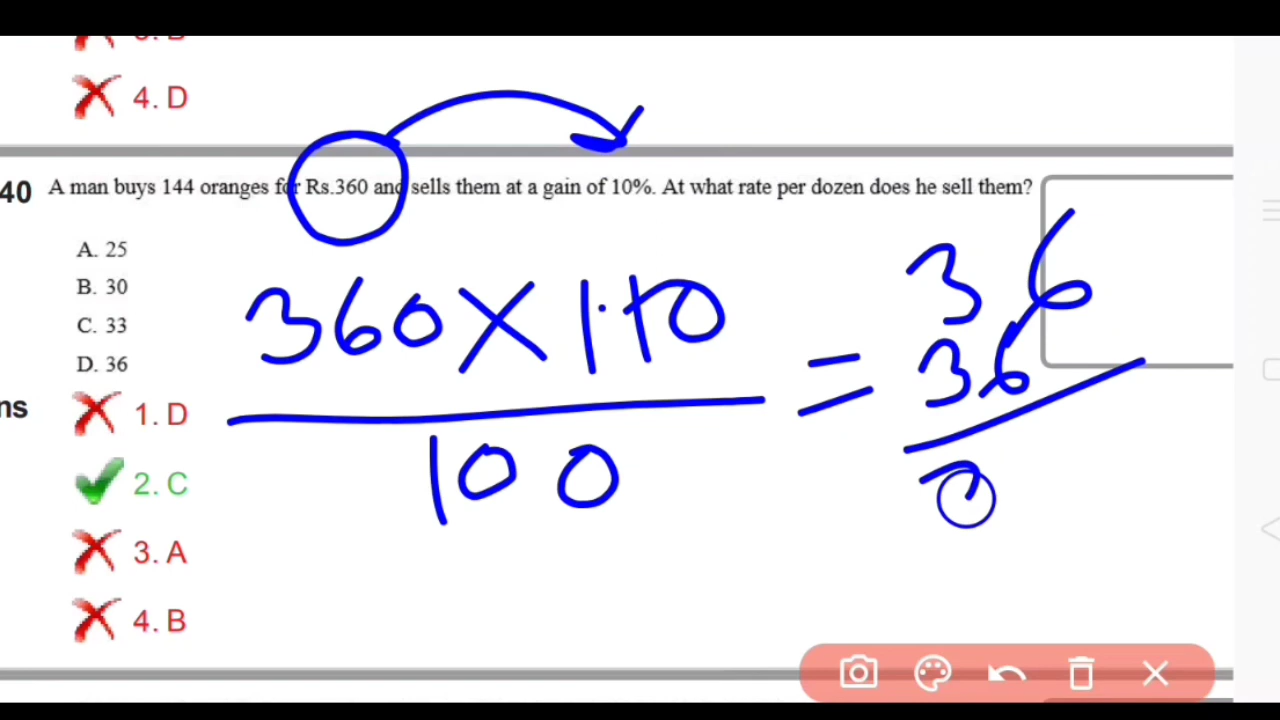 4. D
40 A man buys 144 oranges for Rs.360 and sells them at a gain of 10%. At what rate per dozen does he sell them?
A. 25
B. 30
C. 33
D. 36
ns
1. D
2. C
3. A
4. B
360 X 110
100
= 36
36